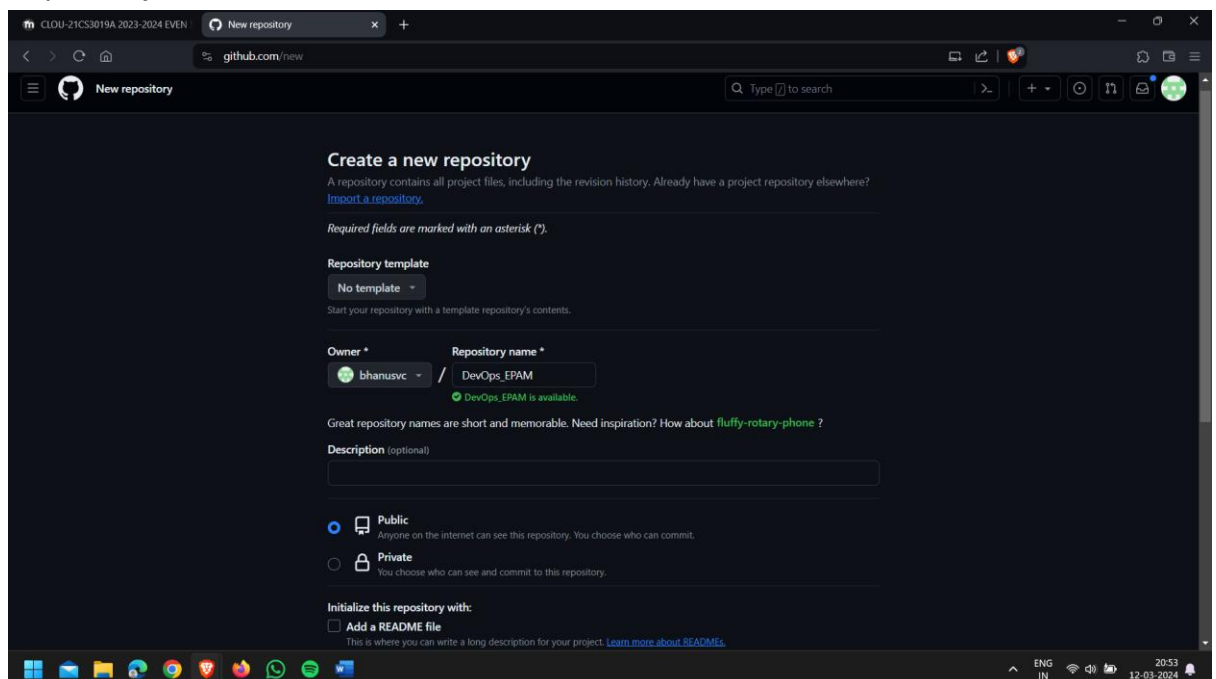 CLOU-21CS3019A 2023-2024 EVEN
New repository
github.com/new
New repository
Type / to search
Create a new repository
A repository contains all project files, including the revision history. Already have a project repository elsewhere?
Import a repository.
Required fields are marked with an asterisk (*).
Repository template
No template
Start your repository with a template repository's contents.
Owner * Repository name *
bhanusvc / DevOps_EPAM
DevOps_EPAM is available.
Great repository names are short and memorable. Need inspiration? How about fluffy-rotary-phone ?
Description (optional)
Public
Anyone on the internet can see this repository. You choose who can commit.
Private
You choose who can see and commit to this repository.
Initialize this repository with:
Add a README file
This is where you can write a long description for your project. Learn more about READMEs.
ENG 20:53
IN 12-03-2024